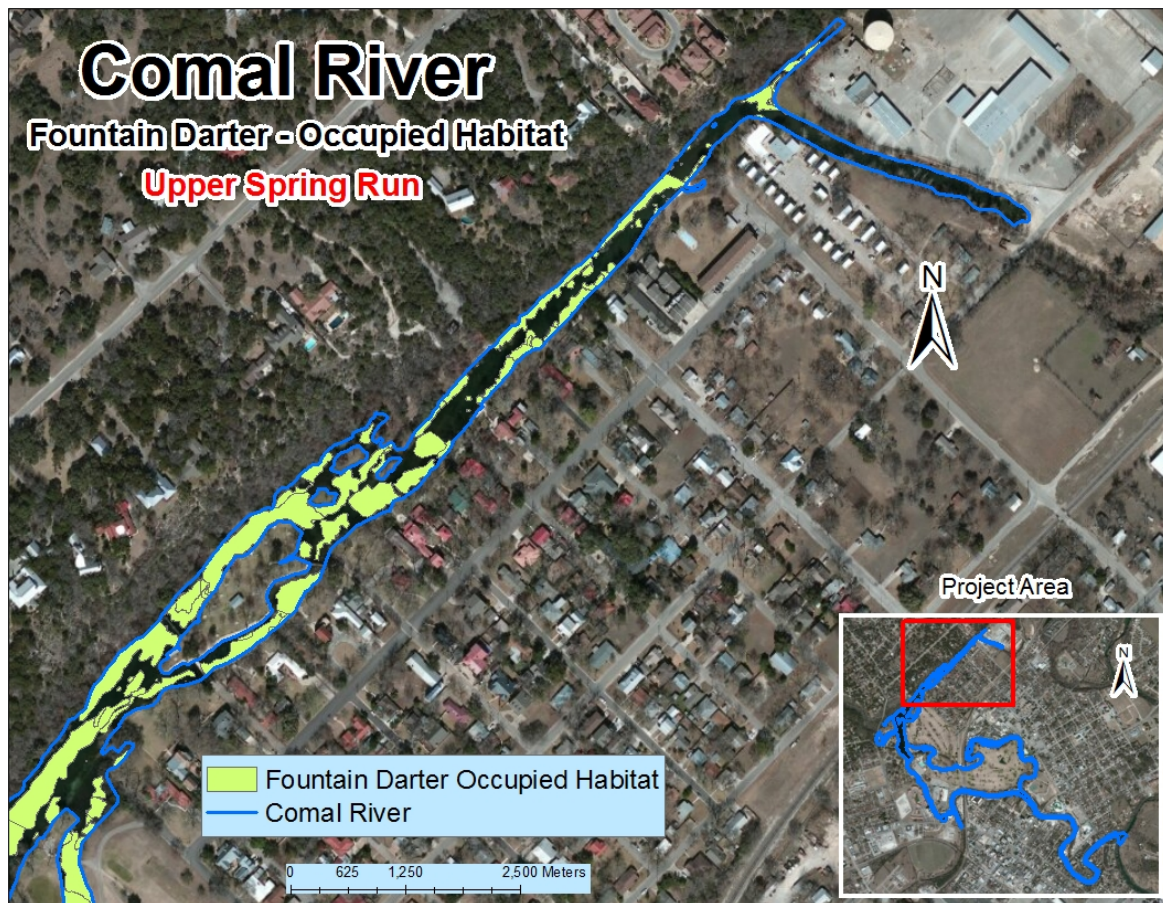 Comal River
Fountain Darter - Occupied Habitat
Upper Spring Run
N
Project Area
N
Fountain Darter Occupied Habitat
Comal River
0 625 1,250 2,500 Meters